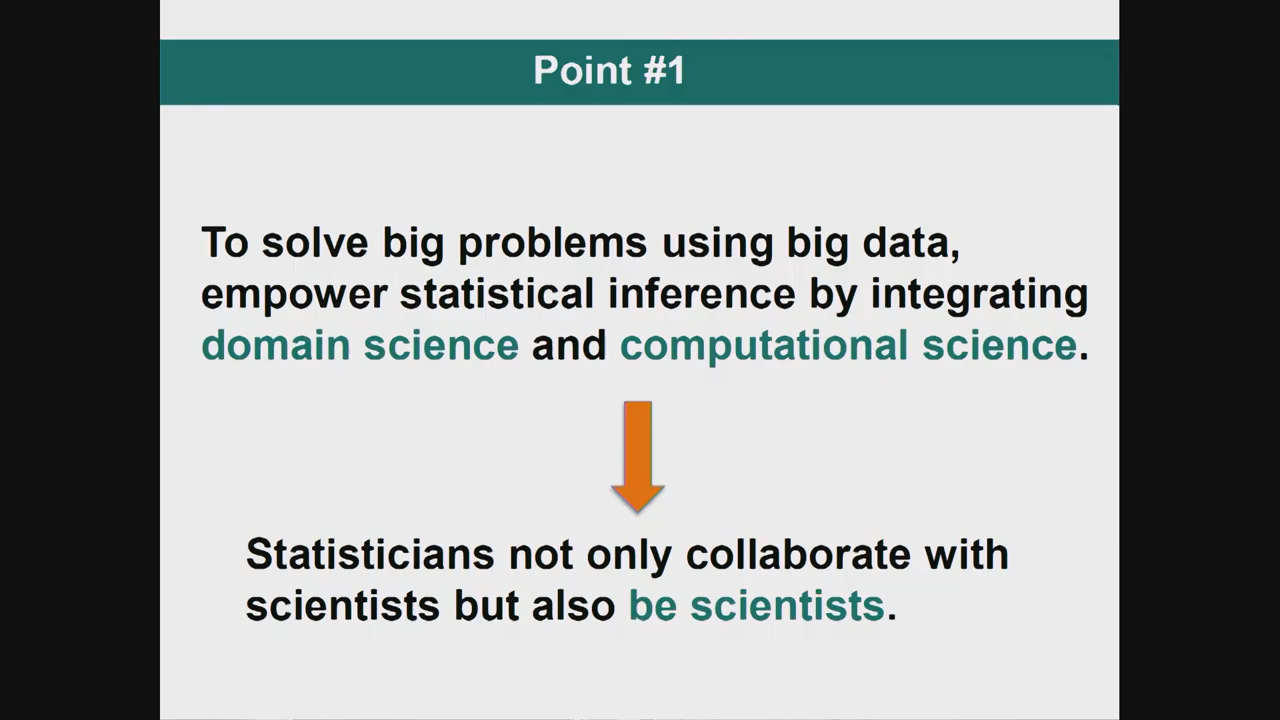 Point #1
To solve big problems using big data,
empower statistical inference by integrating
domain science and computational science.
Statisticians not only collaborate with
scientists but also be scientists.